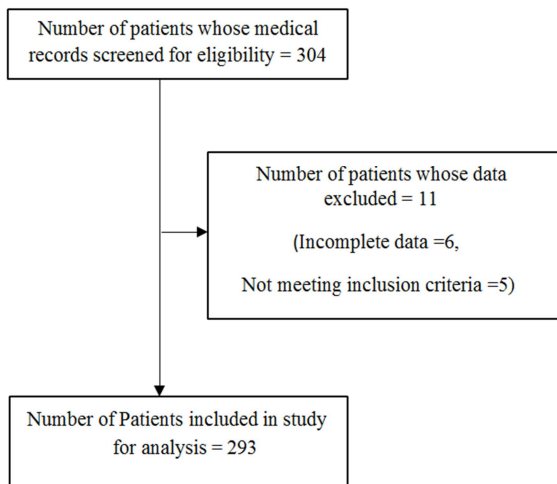 Number of patients whose medical
records screened for eligibility = 304
Number of patients whose data
excluded = 11
(Incomplete data =6,
Not meeting inclusion criteria =5)
Number of Patients included in study
for analysis = 293